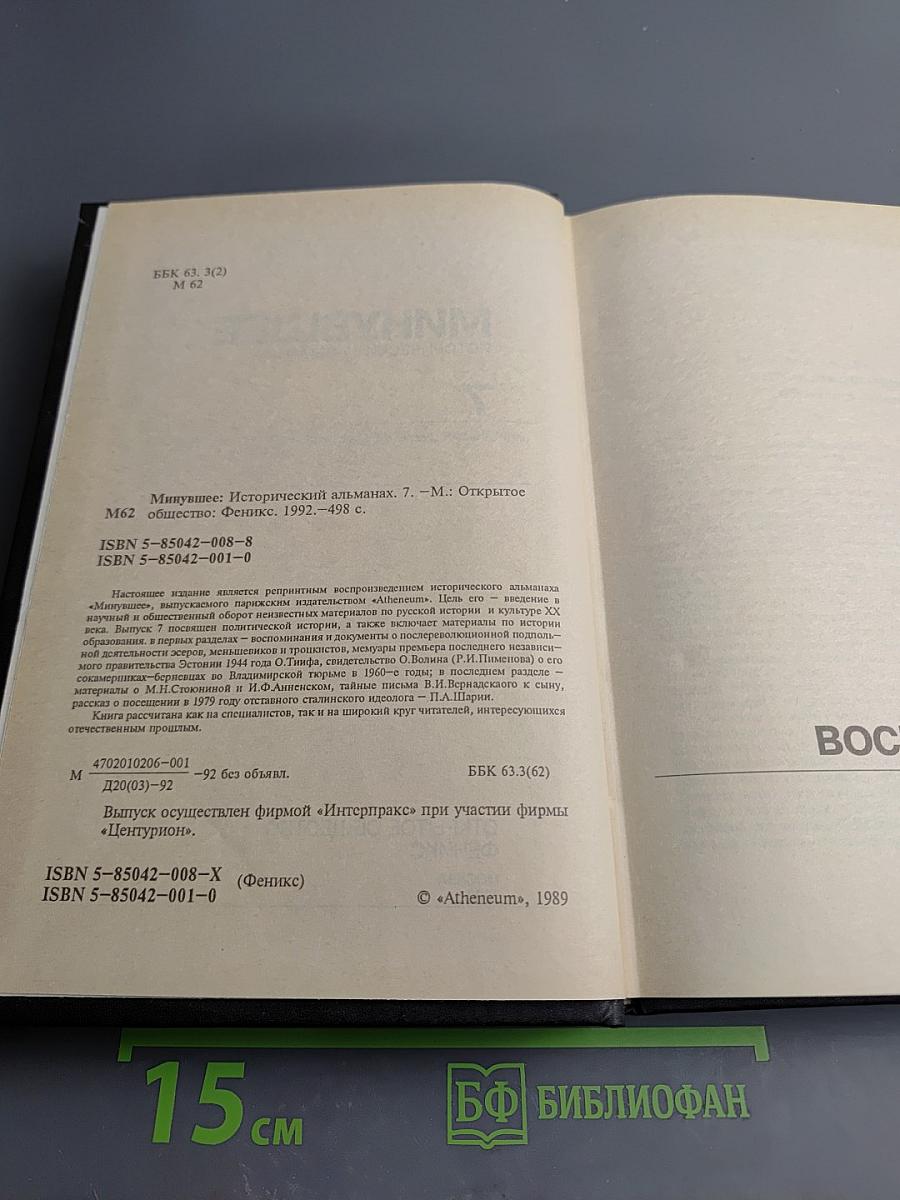 ББК 63. 3(2)
М 62
Минувшее: Исторический альманах. 7. —М.: Открытое
М62 общество: Феникс. 1992.—498 с.
ISBN 5—85042—008—8
ISBN 5—85042—001—0
Настоящее издание является репринтным воспроизведением исторического альманаха
«Минувшее», выпускаемого парижским издательством «Atheneum». Цель его — введение в
научный и общественный оборот неизвестных материалов по русской истории и культуре XX
века. Выпуск 7 посвящен политической истории, а также включает материалы по истории
образования. в первых разделах — воспоминания и документы о послереволюционной подполь-
ной деятельности эсеров, меньшевиков и троцкистов, мемуары премьера последнего независи-
мого правительства Эстонии 1944 года О.Тиифа, свидетельство О.Волина (Р.И.Пименова) о его
сокамерниках—бериевцах во Владимирской тюрьме в 1960—е годы; в последнем разделе —
материалы о М.Н.Стоюниной и И.Ф.Анненском, тайные письма В.И.Вернадскаого к сыну,
рассказ о посещении в 1979 году отставного сталинского идеолога — П.А.Шарии.
Книга рассчитана как на специалистов, так и на широкий круг читателей, интересующихся
отечественным прошлым.
М 4702010206—001 —92 без объявл. ББК 63.3(62)
Д20(03)—92
Выпуск осуществлен фирмой «Интерпракс» при участии фирмы
«Центурион».
ISBN 5—85042—008—X (Феникс)
ISBN 5—85042—001—0
© «Atheneum», 1989
ВОС
15 см
БФ БИБЛИОФАН